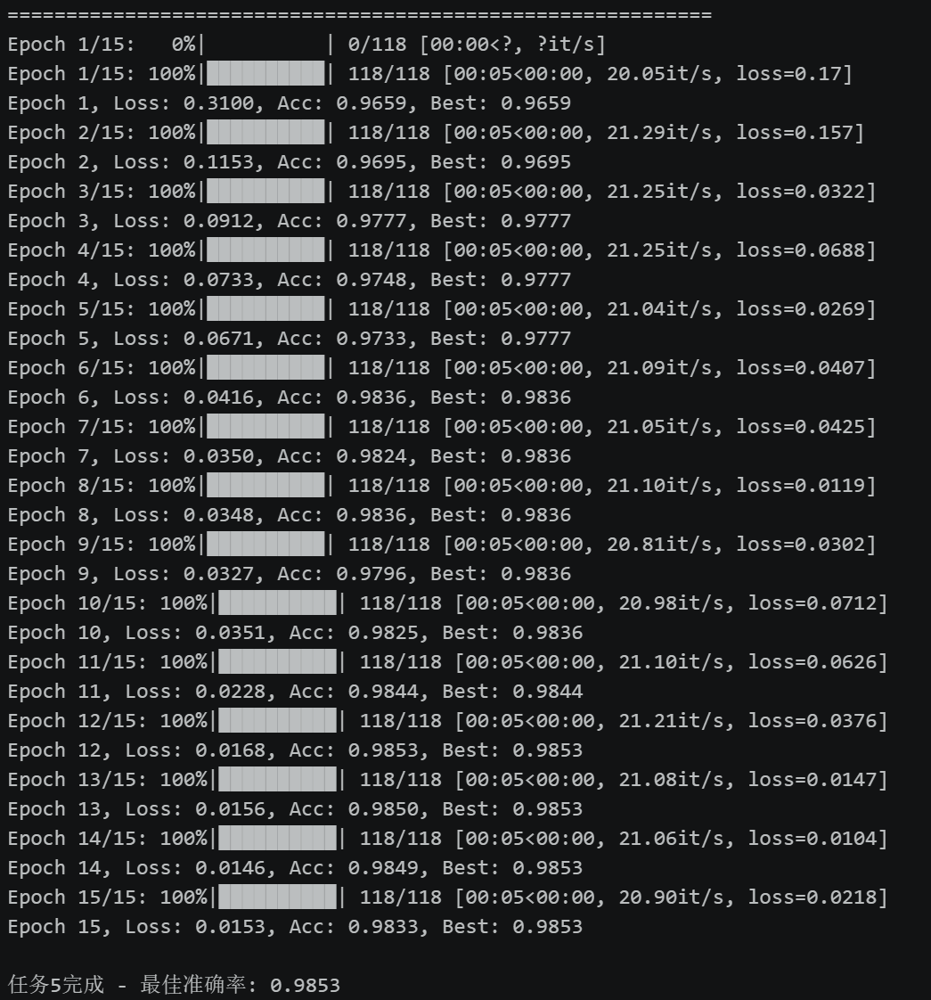 ============================================================
Epoch 1/15:   0%|          | 0/118 [00:00<?, ?it/s]
Epoch 1/15: 100%|██████████| 118/118 [00:05<00:00, 20.05it/s, loss=0.17]
Epoch 1, Loss: 0.3100, Acc: 0.9659, Best: 0.9659
Epoch 2/15: 100%|██████████| 118/118 [00:05<00:00, 21.29it/s, loss=0.157]
Epoch 2, Loss: 0.1153, Acc: 0.9695, Best: 0.9695
Epoch 3/15: 100%|██████████| 118/118 [00:05<00:00, 21.25it/s, loss=0.0322]
Epoch 3, Loss: 0.0912, Acc: 0.9777, Best: 0.9777
Epoch 4/15: 100%|██████████| 118/118 [00:05<00:00, 21.25it/s, loss=0.0688]
Epoch 4, Loss: 0.0733, Acc: 0.9748, Best: 0.9777
Epoch 5/15: 100%|██████████| 118/118 [00:05<00:00, 21.04it/s, loss=0.0269]
Epoch 5, Loss: 0.0671, Acc: 0.9733, Best: 0.9777
Epoch 6/15: 100%|██████████| 118/118 [00:05<00:00, 21.09it/s, loss=0.0407]
Epoch 6, Loss: 0.0416, Acc: 0.9836, Best: 0.9836
Epoch 7/15: 100%|██████████| 118/118 [00:05<00:00, 21.05it/s, loss=0.0425]
Epoch 7, Loss: 0.0350, Acc: 0.9824, Best: 0.9836
Epoch 8/15: 100%|██████████| 118/118 [00:05<00:00, 21.10it/s, loss=0.0119]
Epoch 8, Loss: 0.0348, Acc: 0.9836, Best: 0.9836
Epoch 9/15: 100%|██████████| 118/118 [00:05<00:00, 20.81it/s, loss=0.0302]
Epoch 9, Loss: 0.0327, Acc: 0.9796, Best: 0.9836
Epoch 10/15: 100%|██████████| 118/118 [00:05<00:00, 20.98it/s, loss=0.0712]
Epoch 10, Loss: 0.0351, Acc: 0.9825, Best: 0.9836
Epoch 11/15: 100%|██████████| 118/118 [00:05<00:00, 21.10it/s, loss=0.0626]
Epoch 11, Loss: 0.0228, Acc: 0.9844, Best: 0.9844
Epoch 12/15: 100%|██████████| 118/118 [00:05<00:00, 21.21it/s, loss=0.0376]
Epoch 12, Loss: 0.0168, Acc: 0.9853, Best: 0.9853
Epoch 13/15: 100%|██████████| 118/118 [00:05<00:00, 21.08it/s, loss=0.0147]
Epoch 13, Loss: 0.0156, Acc: 0.9850, Best: 0.9853
Epoch 14/15: 100%|██████████| 118/118 [00:05<00:00, 21.06it/s, loss=0.0104]
Epoch 14, Loss: 0.0146, Acc: 0.9849, Best: 0.9853
Epoch 15/15: 100%|██████████| 118/118 [00:05<00:00, 20.90it/s, loss=0.0218]
Epoch 15, Loss: 0.0153, Acc: 0.9833, Best: 0.9853
任务5完成 - 最佳准确率: 0.9853